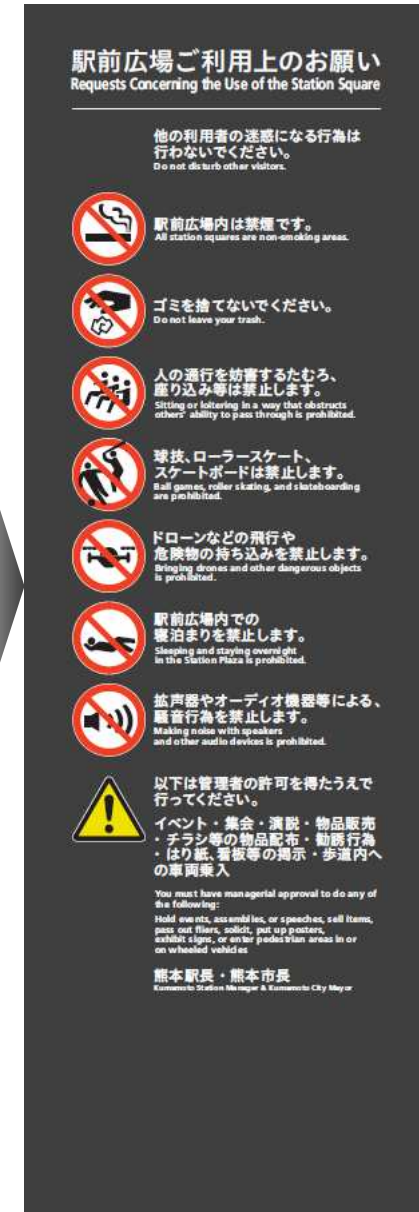 駅前広場ご利用上のお願い
Requests Concerning the Use of the Station Square
他の利用者の迷惑になる行為は
行わないでください。
Do not disturb other visitors.
駅前広場内は禁煙です。
All station squares are non-smoking areas.
ゴミを捨てないでください。
Do not leave your trash.
人の通行を妨害するたむろ、
座り込み等は禁止します。
Sitting or loitering in a way that obstructs
others' ability to pass through is prohibited.
球技、ローラースケート、
スケートボードは禁止します。
Ball games, roller skating, and skateboarding
are prohibited.
ドローンなどの飛行や
危険物の持ち込みを禁止します。
Bringing drones and other dangerous objects
is prohibited.
駅前広場内での
寝泊まりを禁止します。
Sleeping and staying overnight
in the Station Plaza is prohibited.
拡声器やオーディオ機器等による、
騒音行為を禁止します。
Making noise with speakers
and other audio devices is prohibited.
以下は管理者の許可を得たうえで
行ってください。
イベント・集会・演説・物品販売
・チラシ等の物品配布・勧誘行為
・はり紙、看板等の掲示・歩道内へ
の車両乗入
You must have managerial approval to do any of
the following:
Hold events, assemblies, or speeches, sell items,
pass out fliers, solicit, put up posters,
exhibit signs, or enter pedestrian areas in or
on wheeled vehicles
熊本駅長・熊本市長
Kumamoto Station Manager & Kumamoto City Mayor